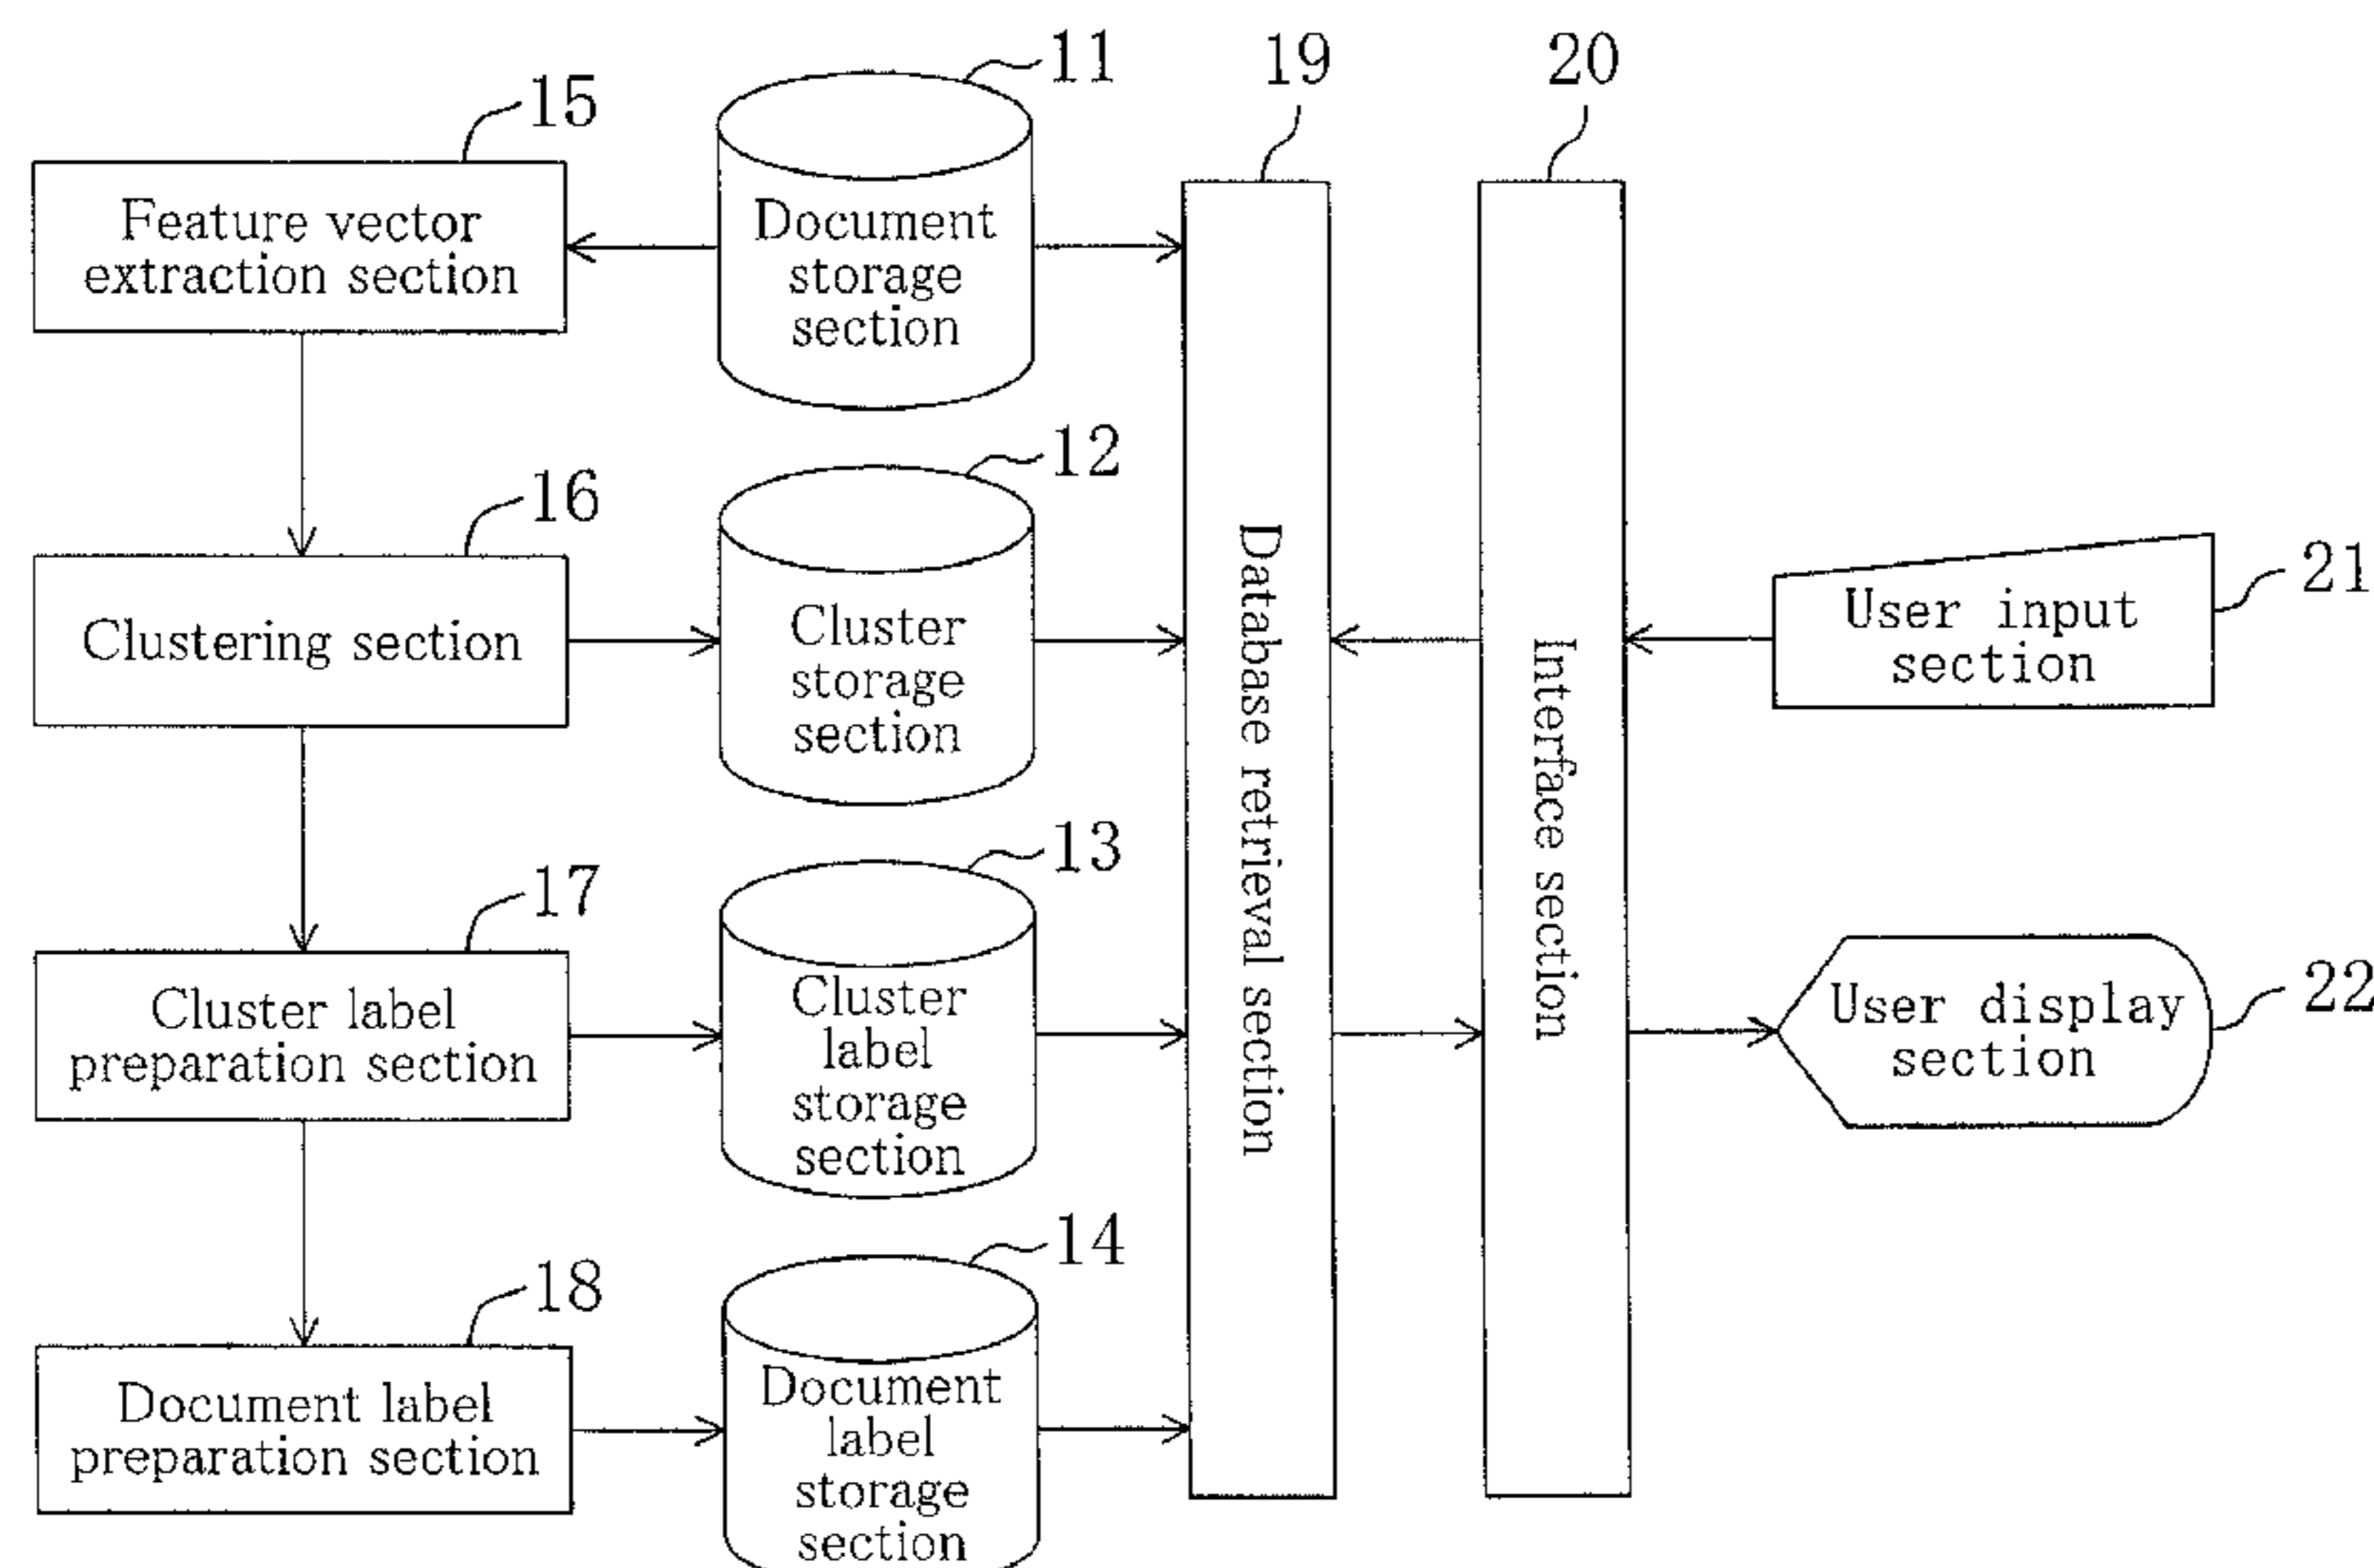 11
19
20
15
Feature vector
extraction section
Document
storage
section
12
16
Clustering section
Cluster
storage
section
Database retrieval section
Interface section
21
User input
section
13
17
Cluster label
preparation section
Cluster
label
storage
section
22
User display
section
14
18
Document label
preparation section
Document
label
storage
section